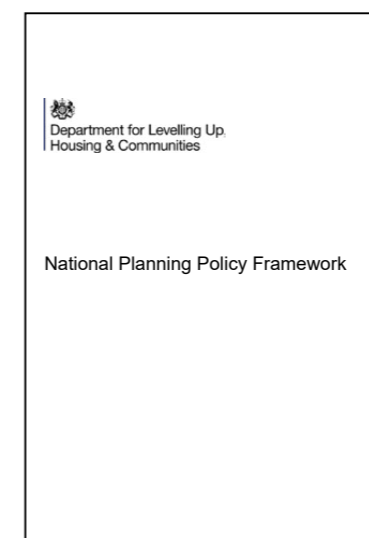 Department for Levelling Up,
Housing & Communities
National Planning Policy Framework